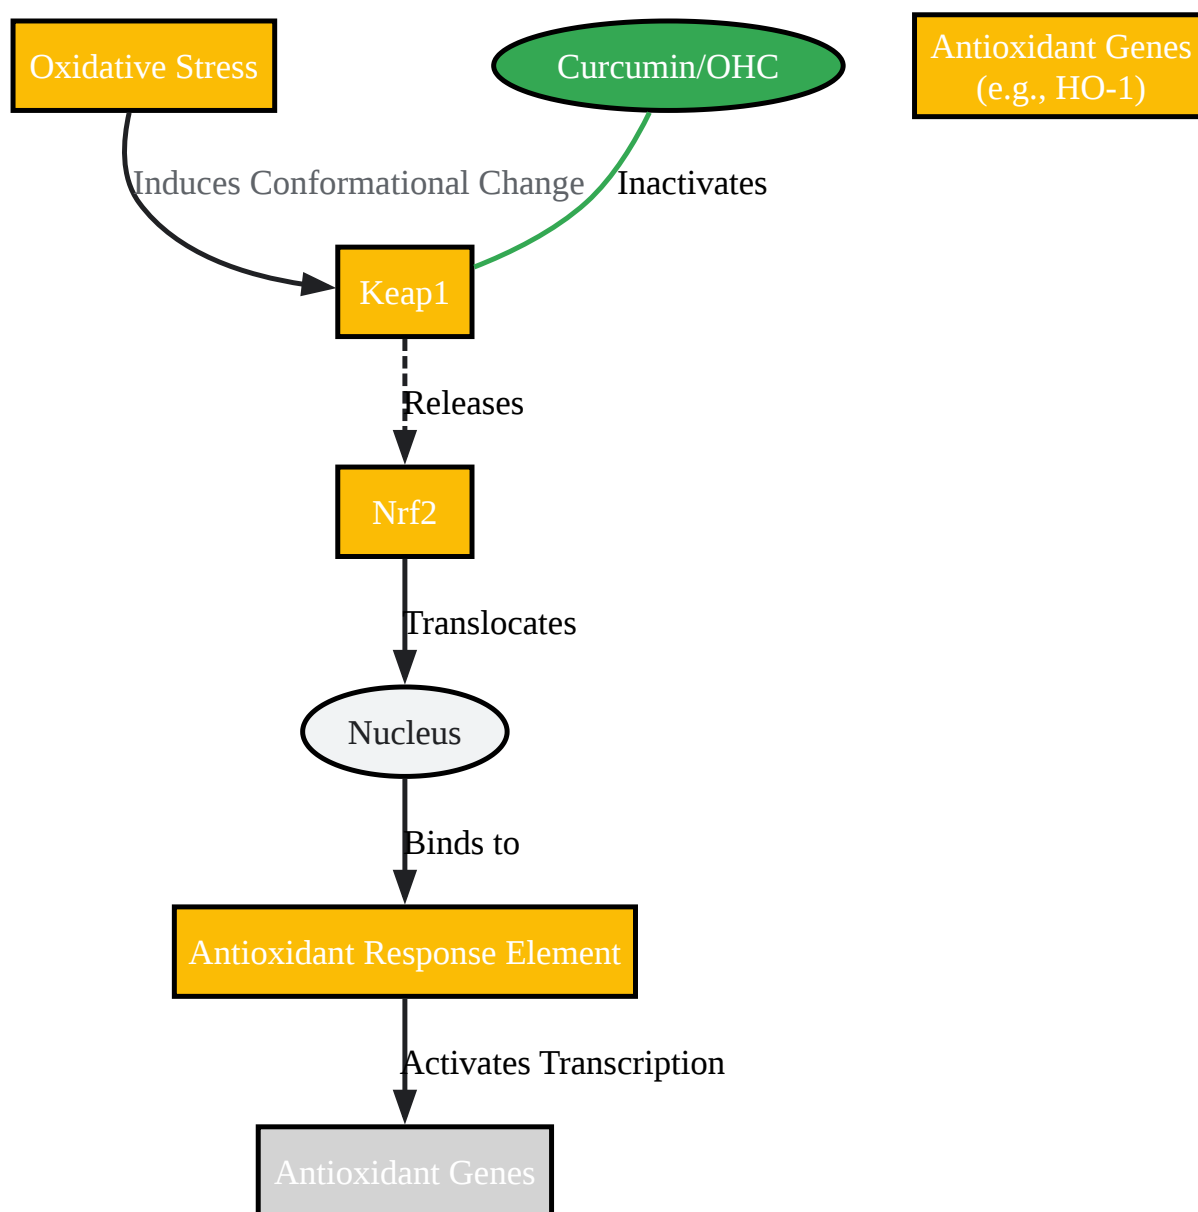 Oxidative Stress
Curcumin/OHC
Antioxidant Genes
(e.g., HO-1)
Induces Conformational Change
Inactivates
Keap1
Releases
Nrf2
Translocates
Nucleus
Binds to
Antioxidant Response Element
Activates Transcription
Antioxidant Genes